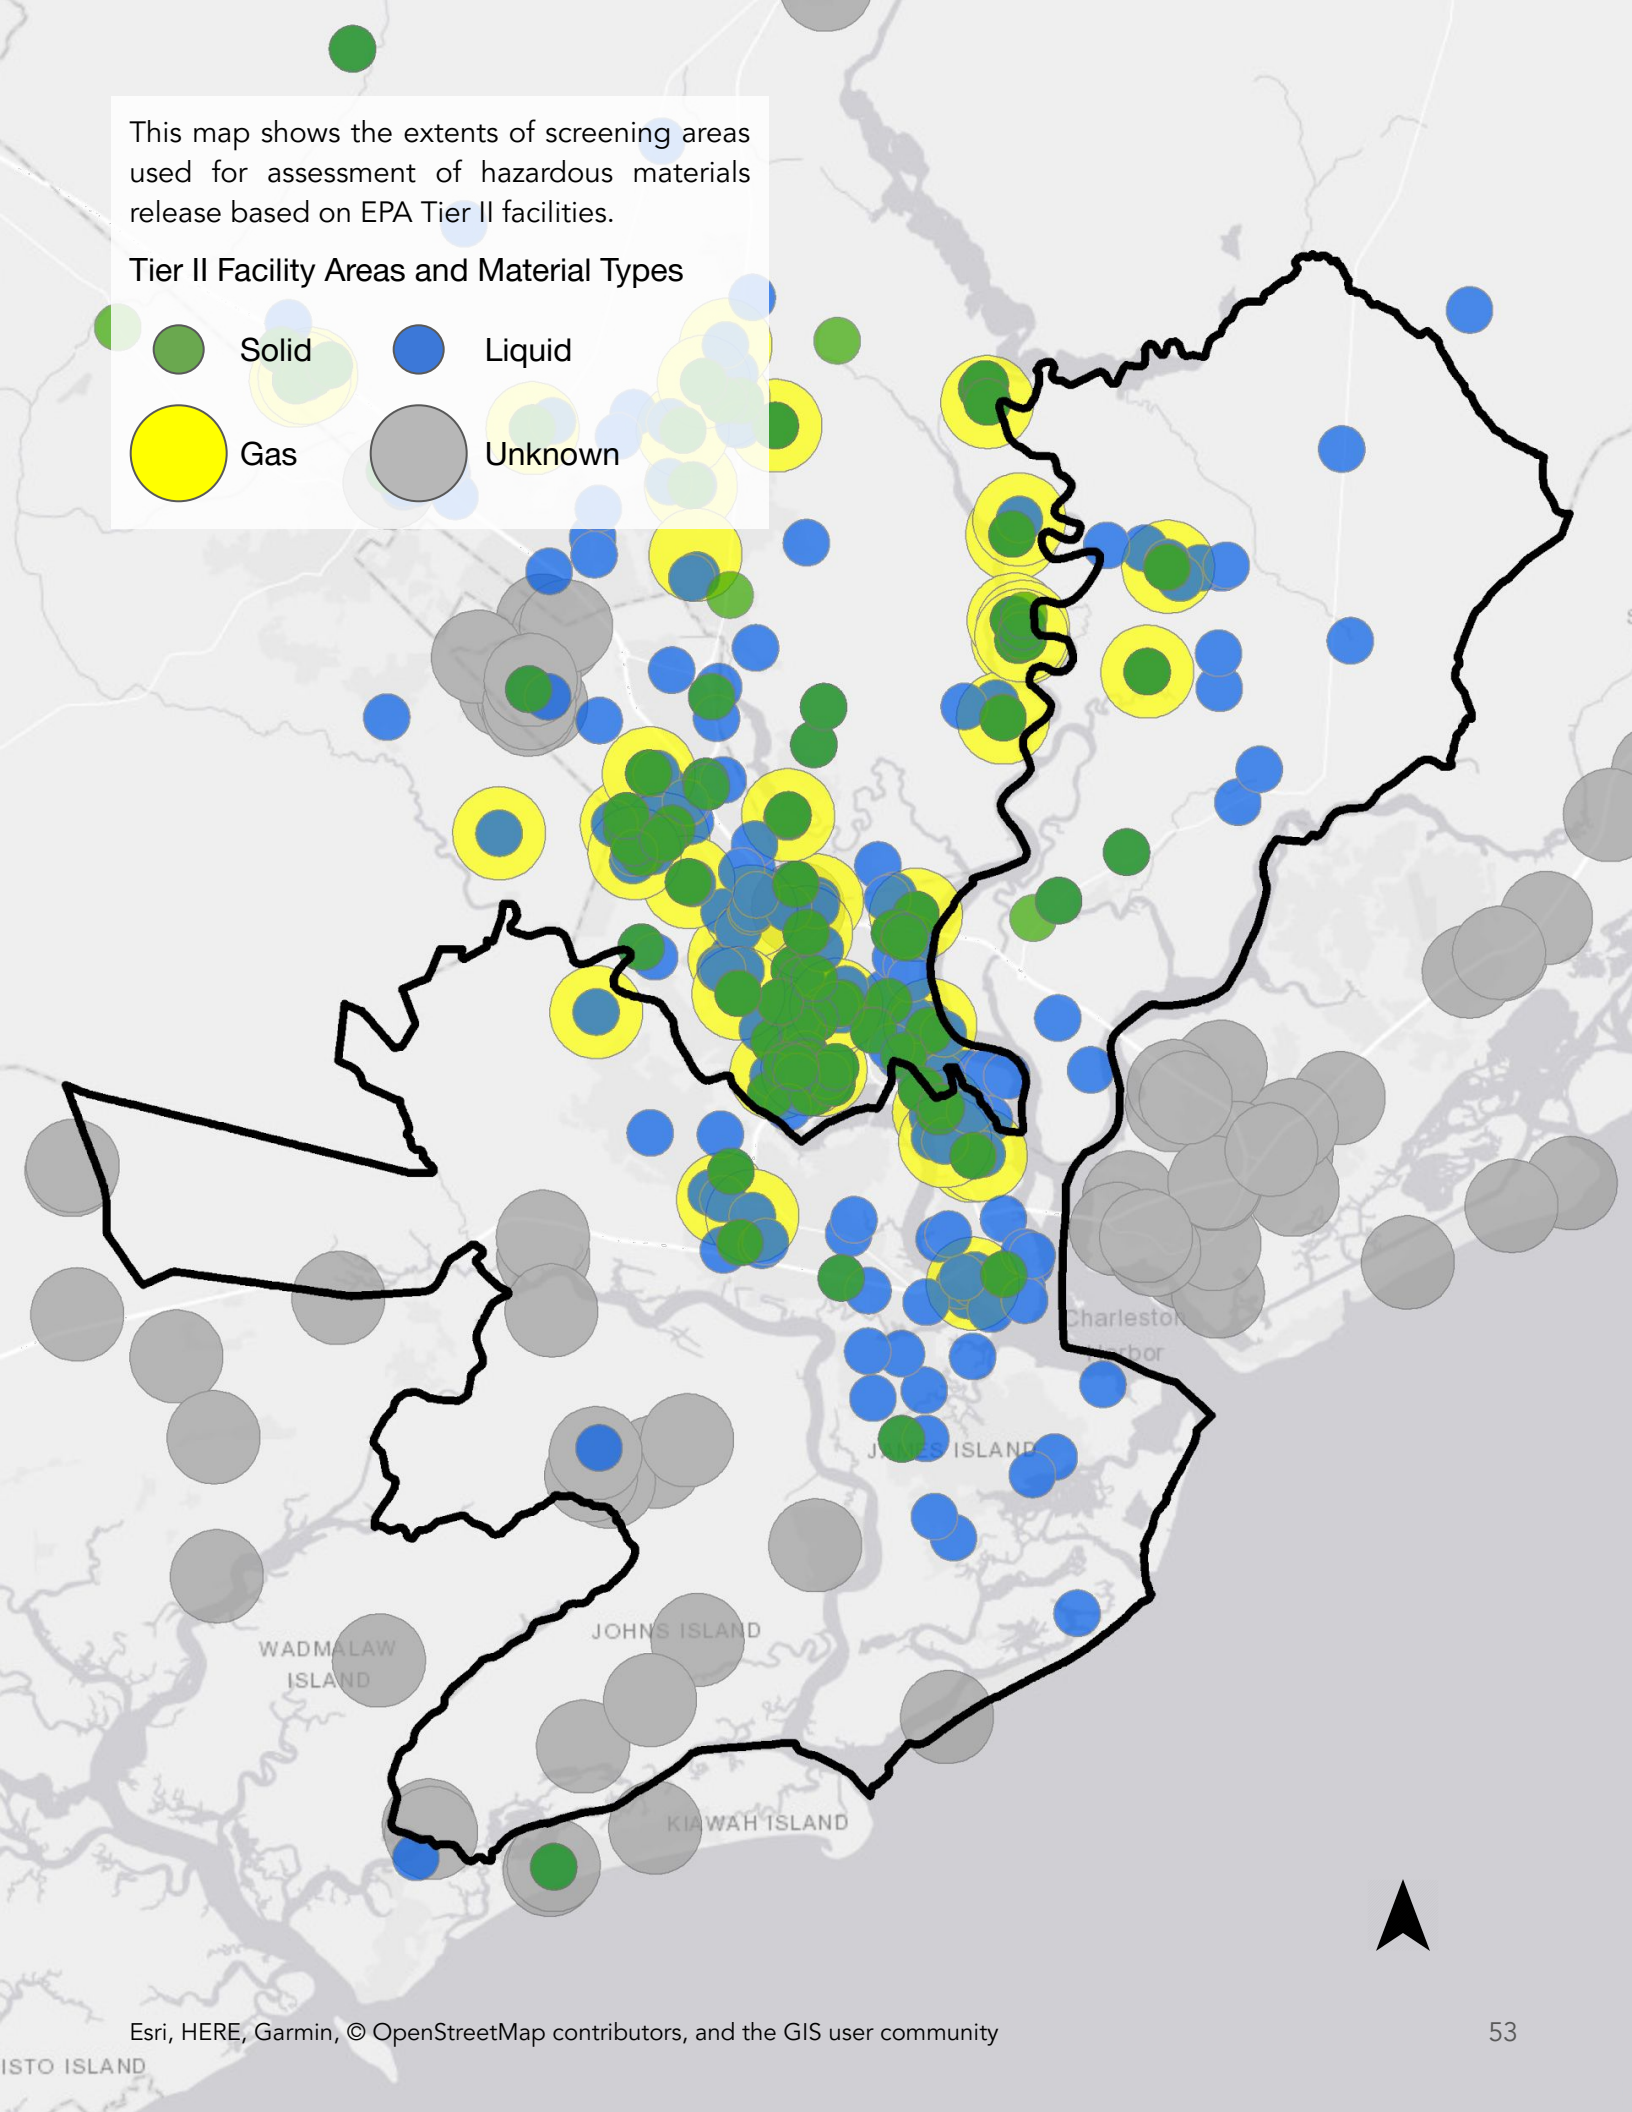 This map shows the extents of screening areas
used for assessment of hazardous materials
release based on EPA Tier II facilities.
Tier II Facility Areas and Material Types
Solid
Liquid
Gas
Unknown
Charleston
Harbor
JAMES ISLAND
JOHNS ISLAND
WADMALAW
ISLAND
KIAWAH ISLAND
Esri, HERE, Garmin, © OpenStreetMap contributors, and the GIS user community
53
ISTO ISLAND